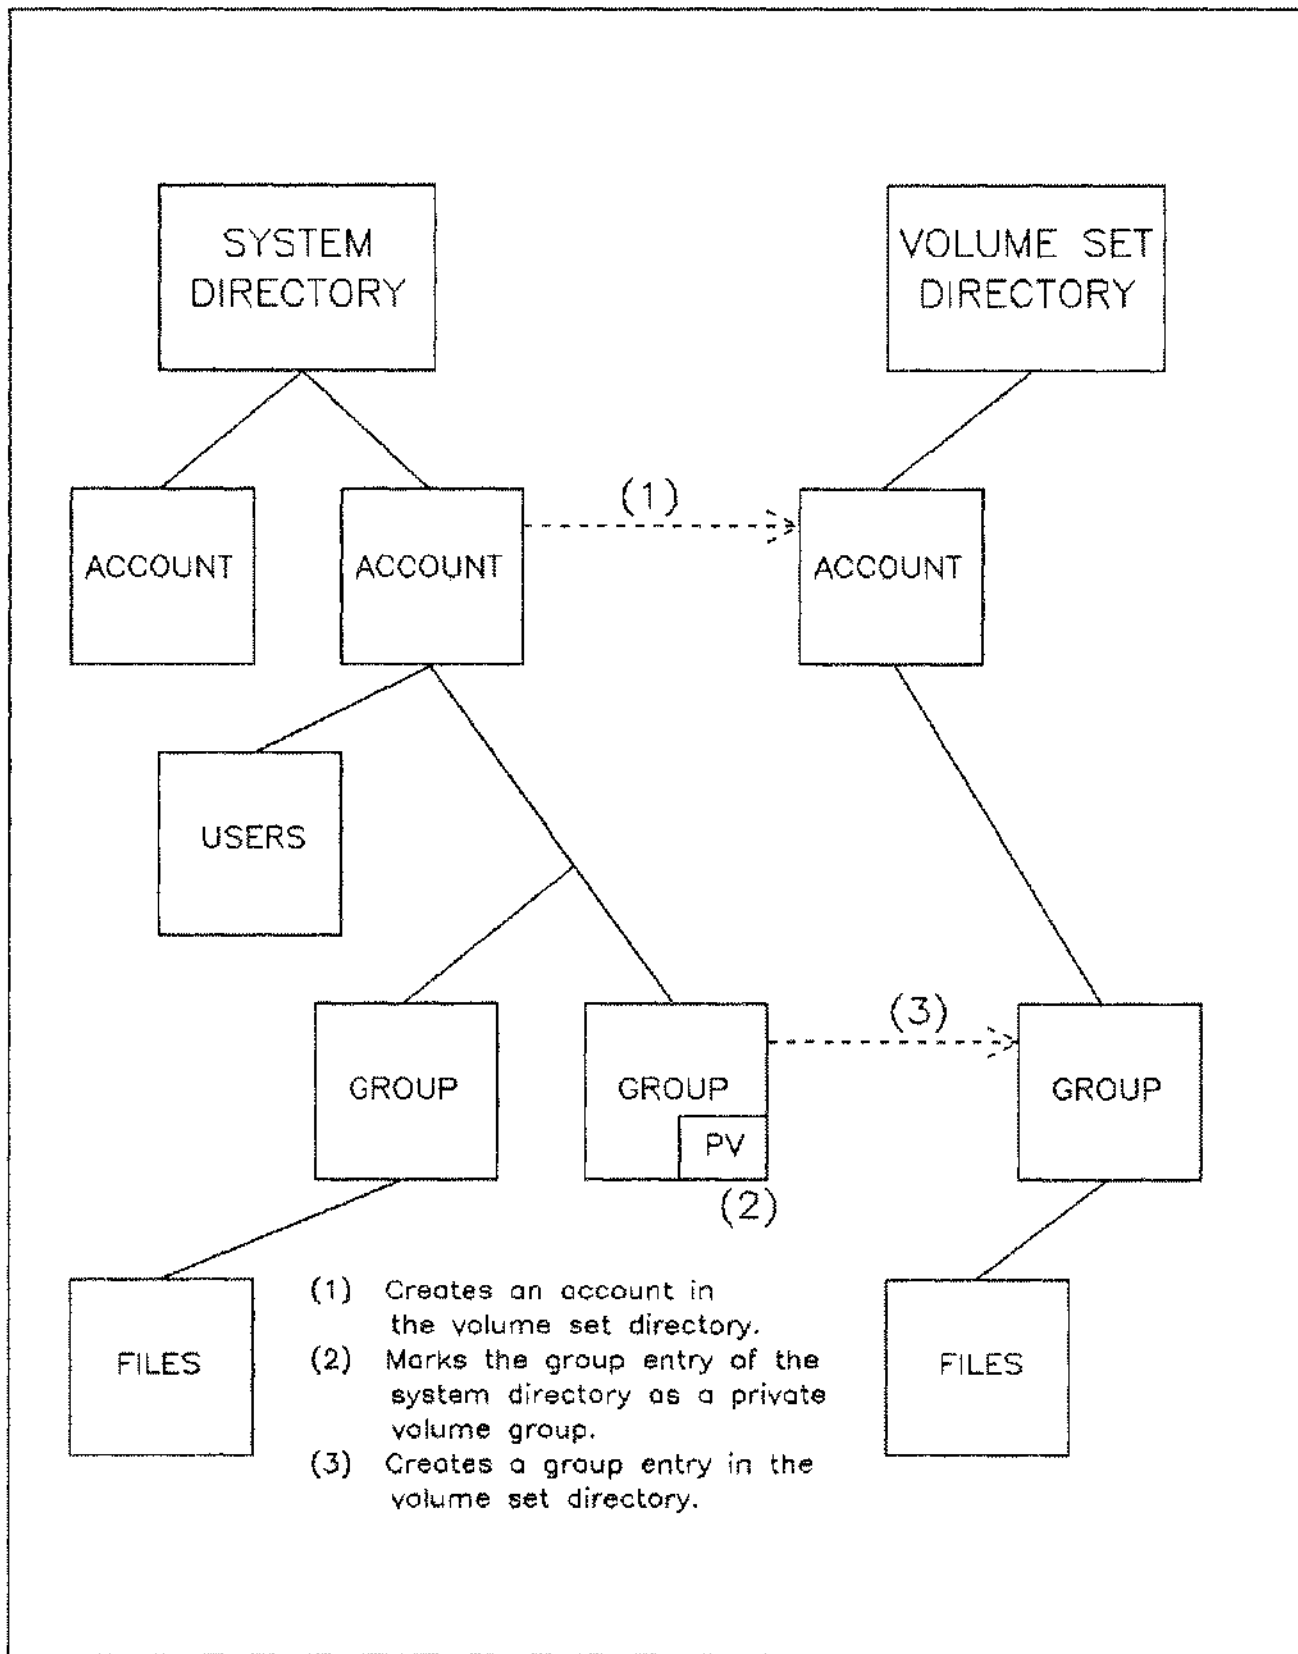 SYSTEM
DIRECTORY
VOLUME SET
DIRECTORY
ACCOUNT
ACCOUNT
(1)
ACCOUNT
USERS
GROUP
GROUP
PV
(2)
(3)
GROUP
FILES
(1) Creates an account in
the volume set directory.
(2) Marks the group entry of the
system directory as a private
volume group.
(3) Creates a group entry in the
volume set directory.
FILES